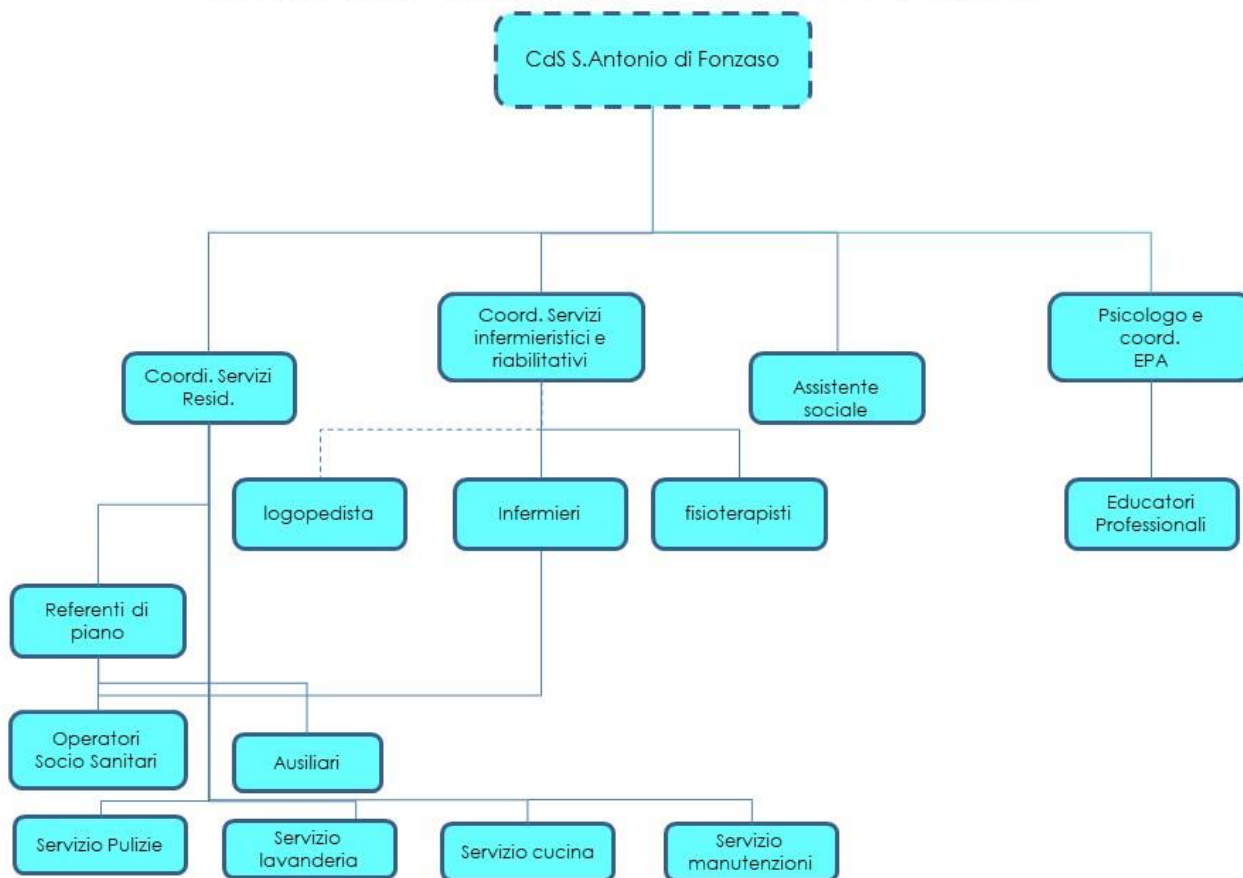 CdS S.Antonio di Fonzaso
Coord. Servizi
infermieristici e
riabilitativi
Psicologo e
coord.
EPA
Coordi. Servizi
Resid.
Assistente
sociale
logopedista
Infermieri
fisioterapisti
Educatori
Professionali
Referenti di
piano
Operatori
Socio Sanitari
Ausiliari
Servizio Pulizie
Servizio
lavanderia
Servizio cucina
Servizio
manutenzioni